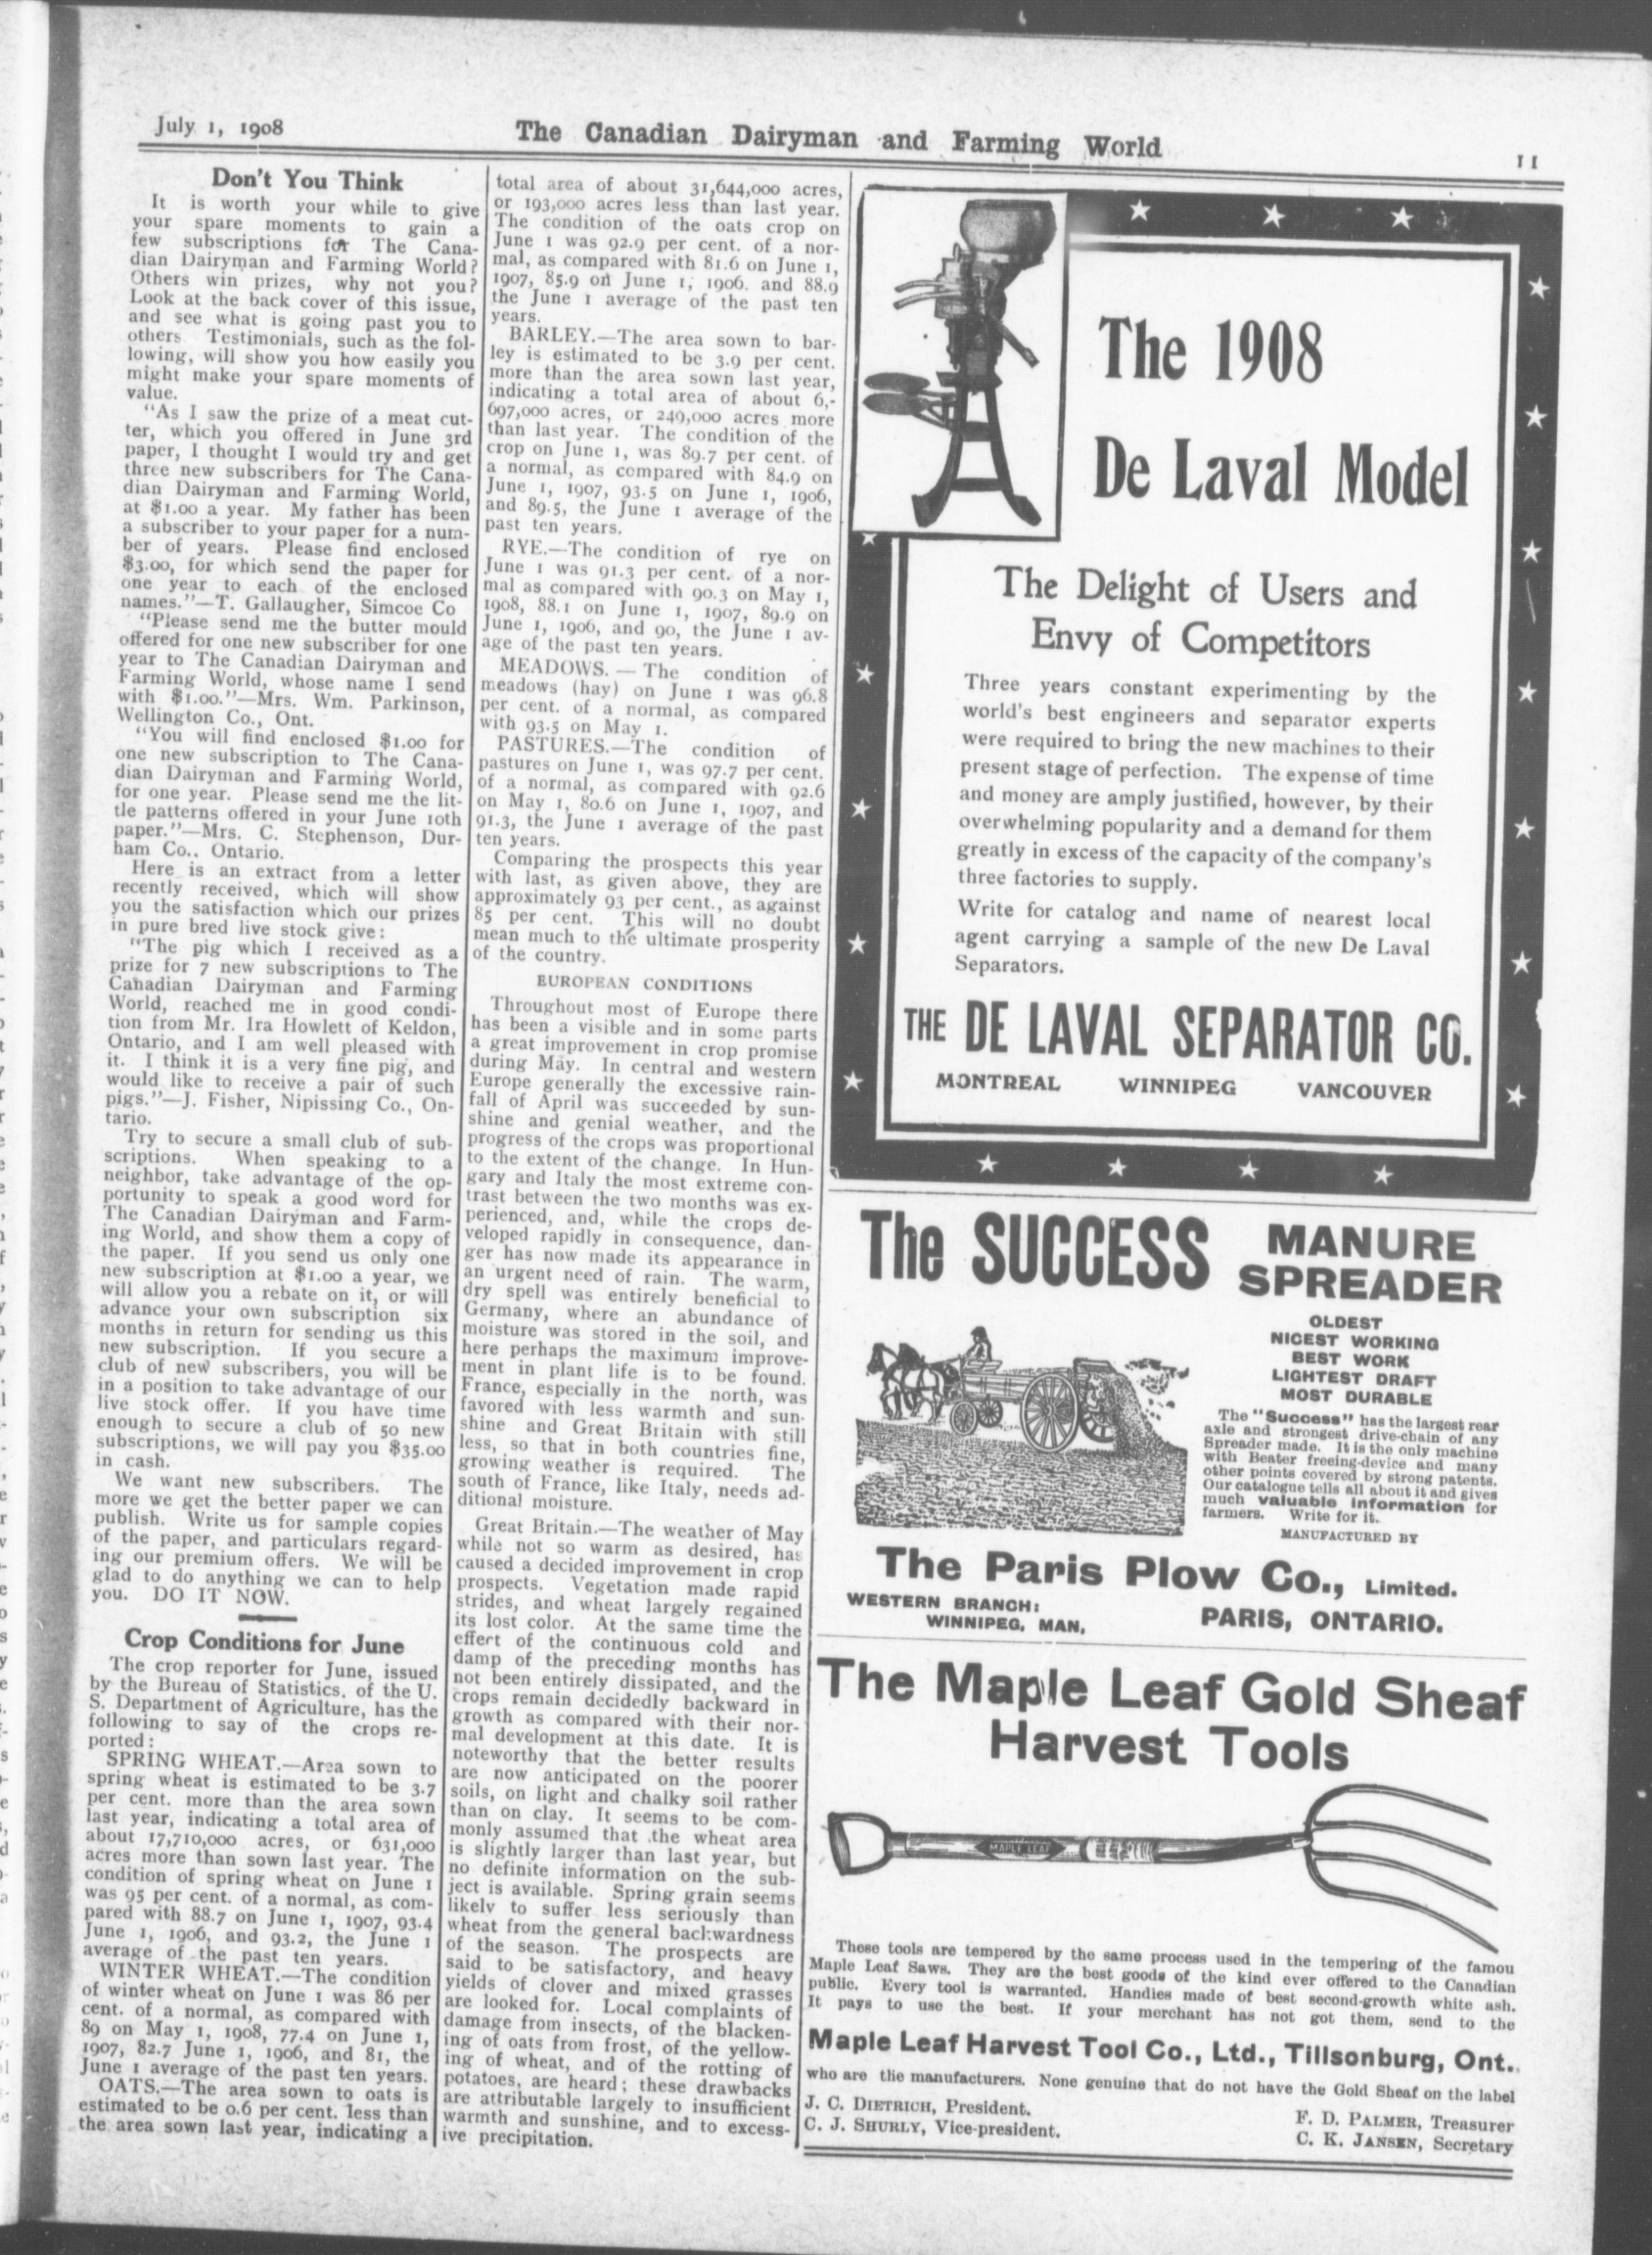 July 1, 1908
The Canadian Dairyman and Farming World
11
Don't You Think
It is worth your while to give
your spare moments to gain a
few subscriptions for The Cana-
dian Dairyman and Farming World?
Others win prizes, why not you?
Look at the back cover of this issue,
and see what is going past you to
others Testimonials, such as the fol-
lowing, will show you how easily you
might make your spare moments of
value.
"As I saw the prize of a meat cut-
ter, which you offered in June 3rd
paper, I thought I would try and get
three new subscribers for The Cana-
dian Dairyman and Farming World,
at $1.00 a year. My father has been
a subscriber to your paper for a num-
ber of years. Please find enclosed
$3.00, for which send the paper for
one year to each of the enclosed
names."—T. Gallaugher, Simcoe Co
"Please send me the butter mould
offered for one new subscriber for one
year to The Canadian Dairyman and
Farming World, whose name I send
with $1.00."—Mrs. Wm. Parkinson,
Wellington Co., Ont.
"You will find enclosed $1.00 for
one new subscription to The Cana-
dian Dairyman and Farming World,
for one year. Please send me the lit-
tle patterns offered in your June 10th
paper."—Mrs. C. Stephenson, Dur-
ham Co., Ontario.
Here is an extract from a letter
recently received, which will show
you the satisfaction which our prizes
in pure bred live stock give:
"The pig which I received as a
prize for 7 new subscriptions to The
Canadian Dairyman and Farming
World, reached me in good condi-
tion from Mr. Ira Howlett of Keldon,
Ontario, and I am well pleased with
it. I think it is a very fine pig, and
would like to receive a pair of such
pigs."—J. Fisher, Nipissing Co., On-
tario.
Try to secure a small club of sub-
scriptions. When speaking to a
neighbor, take advantage of the op-
portunity to speak a good word for
The Canadian Dairyman and Farm-
ing World, and show them a copy of
the paper. If you send us only one
new subscription at $1.00 a year, we
will allow you a rebate on it, or will
advance your own subscription six
months in return for sending us this
new subscription. If you secure a
club of new subscribers, you will be
in a position to take advantage of our
live stock offer. If you have time
enough to secure a club of 50 new
subscriptions, we will pay you $35.00
in cash.
We want new subscribers. The
more we get the better paper we can
publish. Write us for sample copies
of the paper, and particulars regard-
ing our premium offers. We will be
glad to do anything we can to help
you. DO IT NOW.
Crop Conditions for June
The crop reporter for June, issued
by the Bureau of Statistics, of the U.
S. Department of Agriculture, has the
following to say of the crops re-
ported:
SPRING WHEAT.—Area sown to
spring wheat is estimated to be 3.7
per cent. more than the area sown
last year, indicating a total area of
about 17,710,000 acres, or 631,000
acres more than sown last year. The
condition of spring wheat on June 1
was 95 per cent. of a normal, as com-
pared with 88.7 on June 1, 1907, 93.4
June 1, 1906, and 93.2, the June 1
average of the past ten years.
WINTER WHEAT.—The condition
of winter wheat on June 1 was 86 per
cent. of a normal, as compared with
89 on May 1, 1908, 77.4 on June 1,
1907, 82.7 June 1, 1906, and 81, the
June 1 average of the past ten years.
OATS.—The area sown to oats is
estimated to be 0.6 per cent. less than
the area sown last year, indicating a
total area of about 31,644,000 acres,
or 193,000 acres less than last year.
The condition of the oats crop on
June 1 was 92.9 per cent. of a nor-
mal, as compared with 81.6 on June 1,
1907, 85.9 on June 1, 1906. and 88.9
the June 1 average of the past ten
years.
BARLEY.—The area sown to bar-
ley is estimated to be 3.9 per cent.
more than the area sown last year,
indicating a total area of about 6,-
697,000 acres, or 249,000 acres more
than last year. The condition of the
crop on June 1, was 89.7 per cent. of
a normal, as compared with 84.9 on
June 1, 1907, 93.5 on June 1, 1906,
and 89.5, the June 1 average of the
past ten years.
RYE.—The condition of rye on
June 1 was 91.3 per cent. of a nor-
mal as compared with 90.3 on May 1,
1908, 88.1 on June 1, 1907, 89.9 on
June 1, 1906, and 90, the June 1 av-
age of the past ten years.
MEADOWS. — The condition of
meadows (hay) on June 1 was 96.8
per cent. of a normal, as compared
with 93.5 on May 1.
PASTURES.—The condition of
pastures on June 1, was 97.7 per cent.
of a normal, as compared with 92.6
on May 1, 80.6 on June 1, 1907, and
91.3, the June 1 average of the past
ten years.
Comparing the prospects this year
with last, as given above, they are
approximately 93 per cent., as against
85 per cent. This will no doubt
mean much to the ultimate prosperity
of the country.
EUROPEAN CONDITIONS
Throughout most of Europe there
has been a visible and in some parts
a great improvement in crop promise
during May. In central and western
Europe generally the excessive rain-
fall of April was succeeded by sun-
shine and genial weather, and the
progress of the crops was proportional
to the extent of the change. In Hun-
gary and Italy the most extreme con-
trast between the two months was ex-
perienced, and, while the crops de-
veloped rapidly in consequence, dan-
ger has now made its appearance in
an urgent need of rain. The warm,
dry spell was entirely beneficial to
Germany, where an abundance of
moisture was stored in the soil, and
here perhaps the maximum improve-
ment in plant life is to be found.
France, especially in the north, was
favored with less warmth and sun-
shine and Great Britain with still
less, so that in both countries fine,
growing weather is required. The
south of France, like Italy, needs ad-
ditional moisture.
Great Britain.—The weather of May
while not so warm as desired, has
caused a decided improvement in crop
prospects. Vegetation made rapid
strides, and wheat largely regained
its lost color. At the same time the
effect of the continuous cold and
damp of the preceding months has
not been entirely dissipated, and the
crops remain decidedly backward in
growth as compared with their nor-
mal development at this date. It is
noteworthy that the better results
are now anticipated on the poorer
soils, on light and chalky soil rather
than on clay. It seems to be com-
monly assumed that the wheat area
is slightly larger than last year, but
no definite information on the sub-
ject is available. Spring grain seems
likely to suffer less seriously than
wheat from the general backwardness
of the season. The prospects are
said to be satisfactory, and heavy
yields of clover and mixed grasses
are looked for. Local complaints of
damage from insects, of the blacken-
ing of oats from frost, of the yellow-
ing of wheat, and of the rotting of
potatoes, are heard; these drawbacks
are attributable largely to insufficient
warmth and sunshine, and to excess-
ive precipitation.
The 1908
De Laval Model
The Delight of Users and
Envy of Competitors
Three years constant experimenting by the
world's best engineers and separator experts
were required to bring the new machines to their
present stage of perfection. The expense of time
and money are amply justified, however, by their
overwhelming popularity and a demand for them
greatly in excess of the capacity of the company's
three factories to supply.
Write for catalog and name of nearest local
agent carrying a sample of the new De Laval
Separators.
THE DE LAVAL SEPARATOR CO.
MONTREAL WINNIPEG VANCOUVER
The SUCCESS MANURE
SPREADER
OLDEST
NICEST WORKING
BEST WORK
LIGHTEST DRAFT
MOST DURABLE
The "Success" has the largest rear
axle and strongest drive-chain of any
Spreader made. It is the only machine
with Beater freeing-device and many
other points covered by strong patents.
Our catalogue tells all about it and gives
much valuable information for
farmers. Write for it.
MANUFACTURED BY
The Paris Plow Co., Limited.
WESTERN BRANCH:
WINNIPEG, MAN,
PARIS, ONTARIO.
The Maple Leaf Gold Sheaf
Harvest Tools
MAPLE LEAF
These tools are tempered by the same process used in the tempering of the famou
Maple Leaf Saws. They are the best goods of the kind ever offered to the Canadian
public. Every tool is warranted. Handles made of best second-growth white ash.
It pays to use the best. If your merchant has not got them, send to the
Maple Leaf Harvest Tool Co., Ltd., Tillsonburg, Ont.
who are the manufacturers. None genuine that do not have the Gold Sheaf on the label
J. C. DIETRICH, President.
C. J. SHURLY, Vice-president.
F. D. PALMER, Treasurer
C. K. JANSEN, Secretary